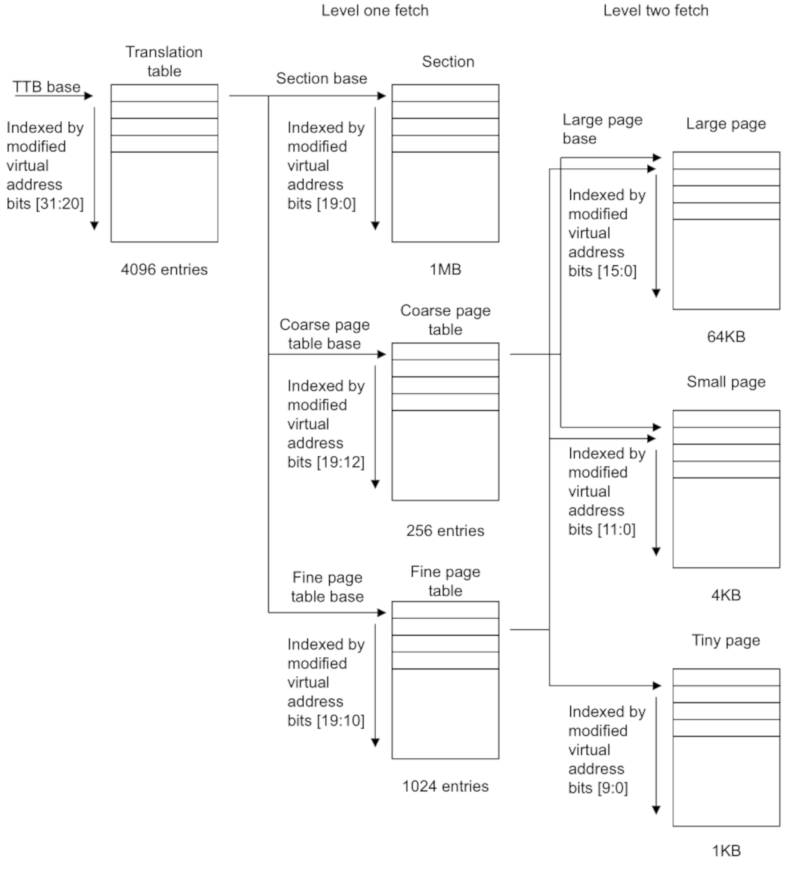 Level one fetch
Level two fetch
Translation
table
TTB base
Indexed by
modified
virtual
address
bits [31:20]
4096 entries
Section base
Section
Indexed by
modified
virtual
address
bits [19:0]
1MB
Coarse page
table base
Coarse page
table
Indexed by
modified
virtual
address
bits [19:12]
256 entries
Fine page
table base
Fine page
table
Indexed by
modified
virtual
address
bits [19:10]
1024 entries
Large page
base
Large page
Indexed by
modified
virtual
address
bits [15:0]
64KB
Small page
Indexed by
modified
virtual
address
bits [11:0]
4KB
Tiny page
Indexed by
modified
virtual
address
bits [9:0]
1KB